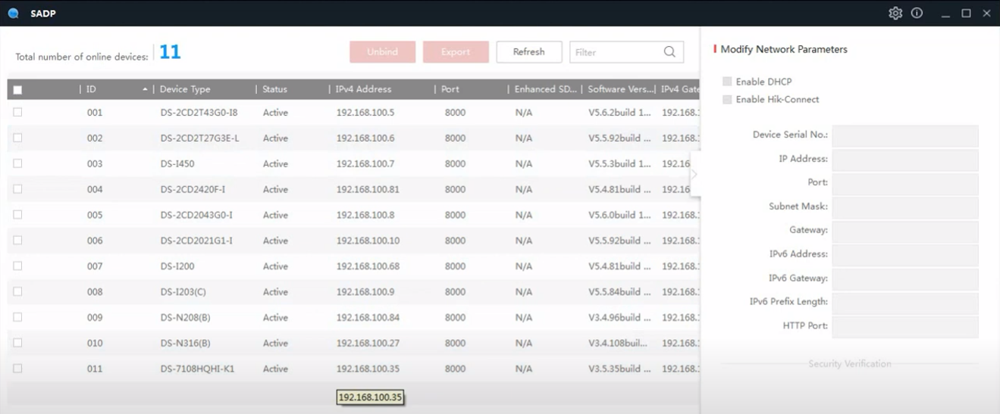 SADP
Total number of online devices: 11 Unbind Export Refresh Filter
ID Device Type Status IPv4 Address Port Enhanced SD... Software Vers... IPv4 Gate
001 DS-2CD2T43G0-I8 Active 192.168.100.5 8000 N/A V5.6.2build 1... 192.168.1
002 DS-2CD2T27G3E-L Active 192.168.100.6 8000 N/A V5.5.92build ... 192.168.1
003 DS-I450 Active 192.168.100.7 8000 N/A V5.5.3build 1... 192.16
004 DS-2CD2420F-I Active 192.168.100.81 8000 N/A V5.4.81build ... 192.16
005 DS-2CD2043G0-I Active 192.168.100.8 8000 N/A V5.6.0build 1... 192.168.1
006 DS-2CD2021G1-I Active 192.168.100.10 8000 N/A V5.5.92build ... 192.168.1
007 DS-I200 Active 192.168.100.68 8000 N/A V5.4.81build ... 192.168.1
008 DS-I203(C) Active 192.168.100.9 8000 N/A V5.5.84build ... 192.168.1
009 DS-N208(B) Active 192.168.100.84 8000 N/A V3.4.96build ... 192.168.1
010 DS-N316(B) Active 192.168.100.27 8000 N/A V3.4.108buil... 192.168.1
011 DS-7108HQHI-K1 Active 192.168.100.35 8000 N/A V3.5.35build ... 192.168.1
192.168.100.35
Modify Network Parameters
Enable DHCP
Enable Hik-Connect
Device Serial No.:
IP Address:
Port:
Subnet Mask:
Gateway:
IPv6 Address:
IPv6 Gateway:
IPv6 Prefix Length:
HTTP Port:
Security Verification